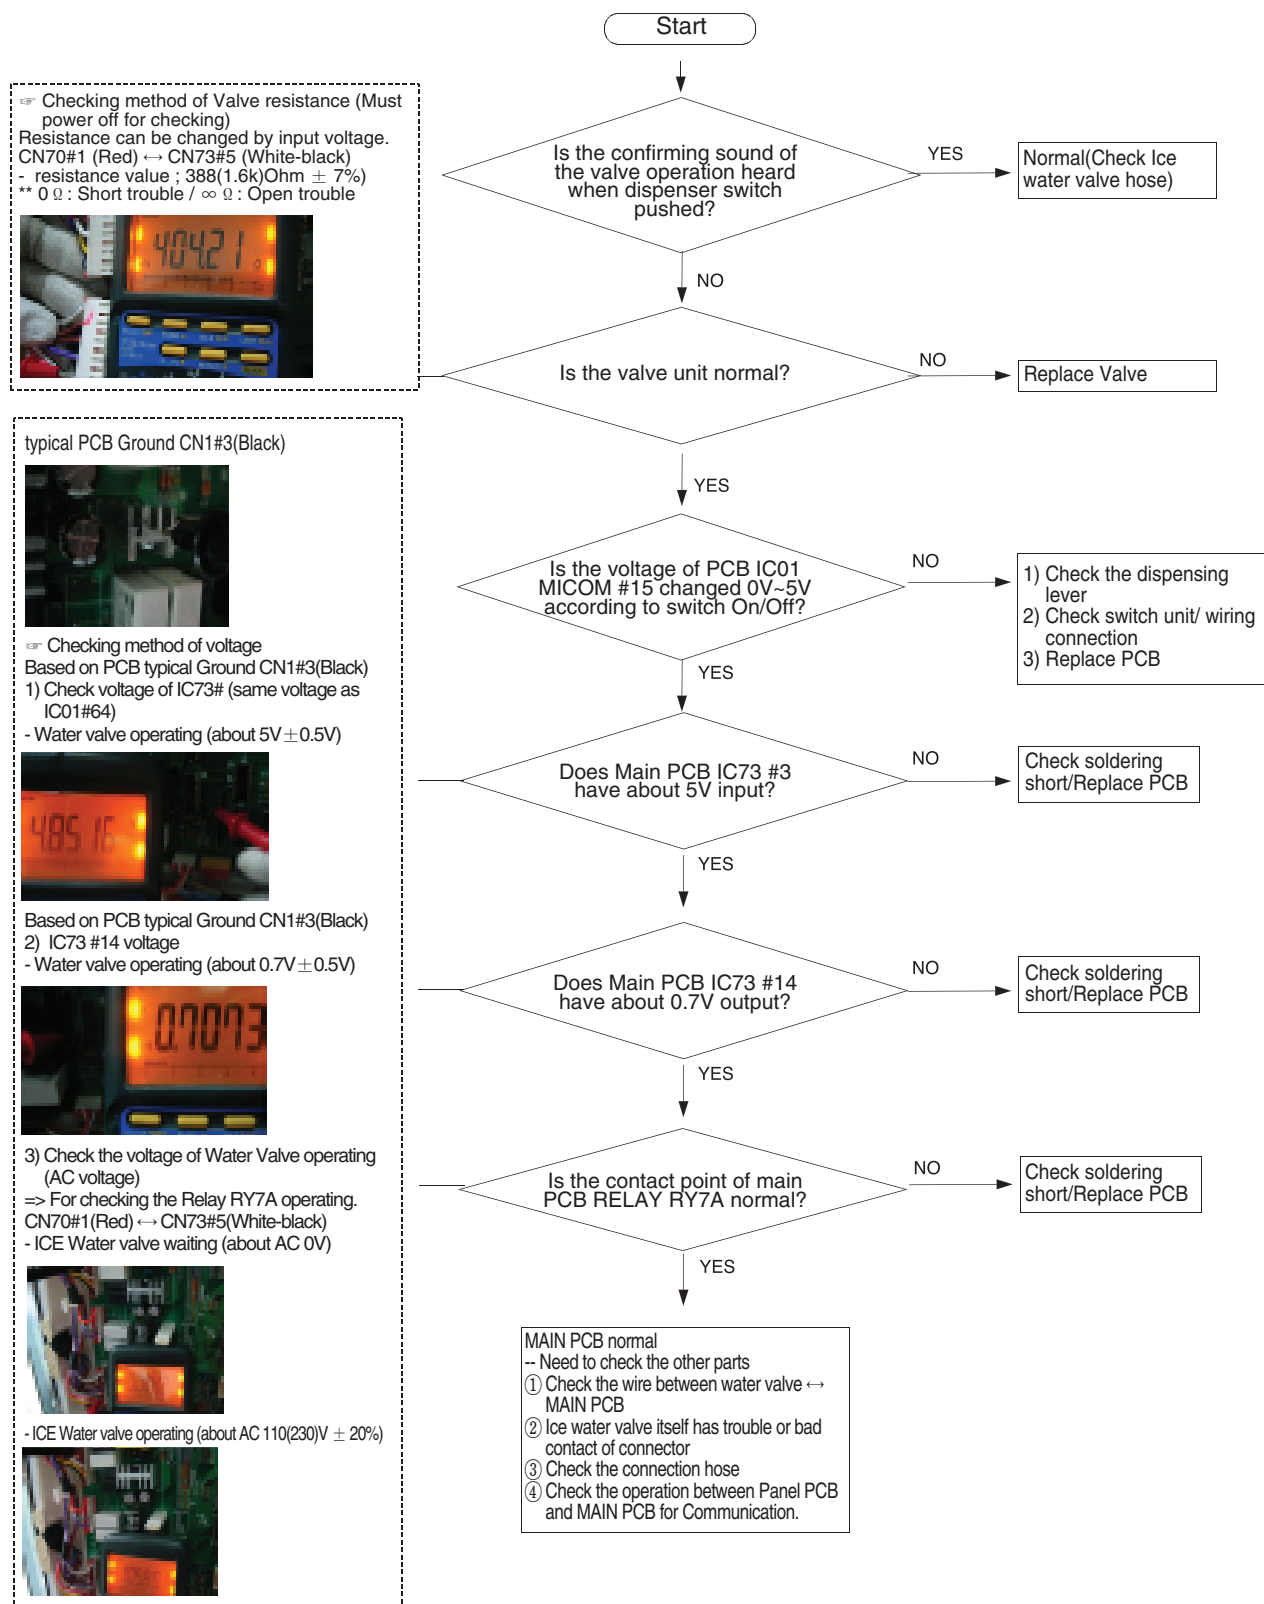 Start
☞ Checking method of Valve resistance (Must
power off for checking)
Resistance can be changed by input voltage.
CN70#1 (Red) ↔ CN73#5 (White-black)
- resistance value ; 388(1.6k)Ohm ± 7%)
** 0 Ω : Short trouble / ∞ Ω : Open trouble
404.21
Is the confirming sound of
the valve operation heard
when dispenser switch
pushed?
YES
Normal(Check Ice
water valve hose)
NO
Is the valve unit normal?
NO
Replace Valve
YES
typical PCB Ground CN1#3(Black)
☞ Checking method of voltage
Based on PCB typical Ground CN1#3(Black)
1) Check voltage of IC73# (same voltage as
IC01#64)
- Water valve operating (about 5V±0.5V)
4.8516
Based on PCB typical Ground CN1#3(Black)
2) IC73 #14 voltage
- Water valve operating (about 0.7V±0.5V)
0.7073
3) Check the voltage of Water Valve operating
(AC voltage)
=> For checking the Relay RY7A operating.
CN70#1(Red) ↔ CN73#5(White-black)
- ICE Water valve waiting (about AC 0V)
- ICE Water valve operating (about AC 110(230)V ± 20%)
Is the voltage of PCB IC01
MICOM #15 changed 0V~5V
according to switch On/Off?
NO
1) Check the dispensing
lever
2) Check switch unit/ wiring
connection
3) Replace PCB
YES
Does Main PCB IC73 #3
have about 5V input?
NO
Check soldering
short/Replace PCB
YES
Does Main PCB IC73 #14
have about 0.7V output?
NO
Check soldering
short/Replace PCB
YES
Is the contact point of main
PCB RELAY RY7A normal?
NO
Check soldering
short/Replace PCB
YES
MAIN PCB normal
-- Need to check the other parts
① Check the wire between water valve ↔
MAIN PCB
② Ice water valve itself has trouble or bad
contact of connector
③ Check the connection hose
④ Check the operation between Panel PCB
and MAIN PCB for Communication.